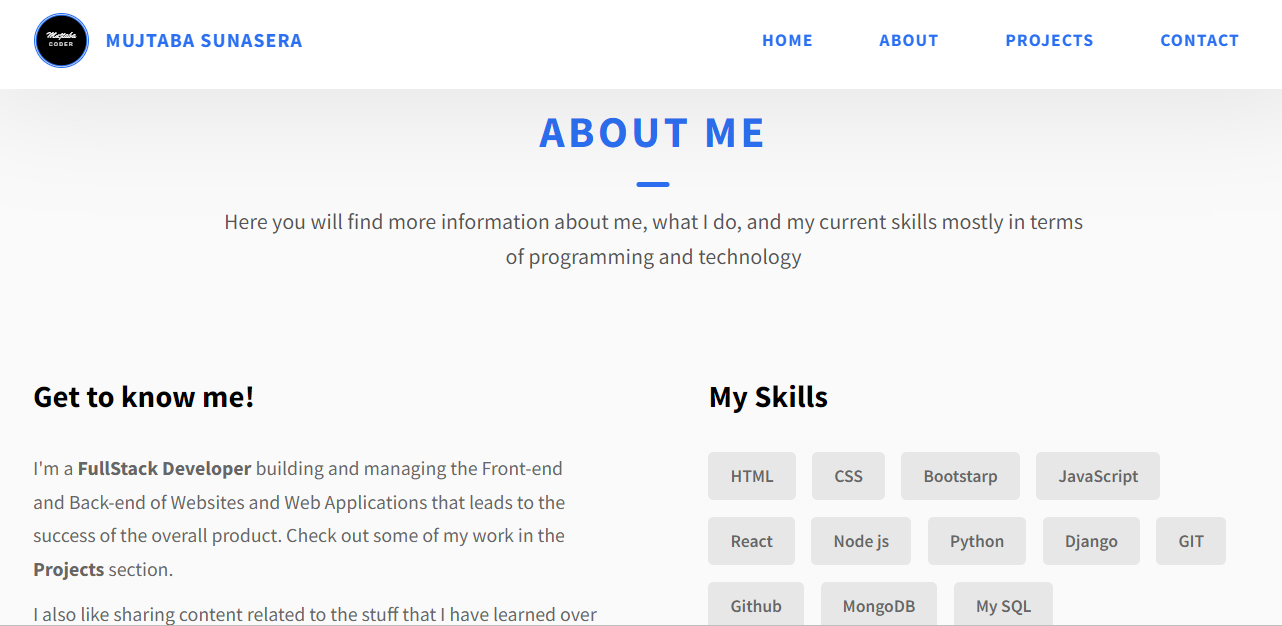 Mujtaba
CODER
MUJTABA SUNASERA
HOME
ABOUT
PROJECTS
CONTACT
ABOUT ME
Here you will find more information about me, what I do, and my current skills mostly in terms
of programming and technology
Get to know me!
I'm a FullStack Developer building and managing the Front-end
and Back-end of Websites and Web Applications that leads to the
success of the overall product. Check out some of my work in the
Projects section.
I also like sharing content related to the stuff that I have learned over
My Skills
HTML
CSS
Bootstarp
JavaScript
React
Node js
Python
Django
GIT
Github
MongoDB
My SQL